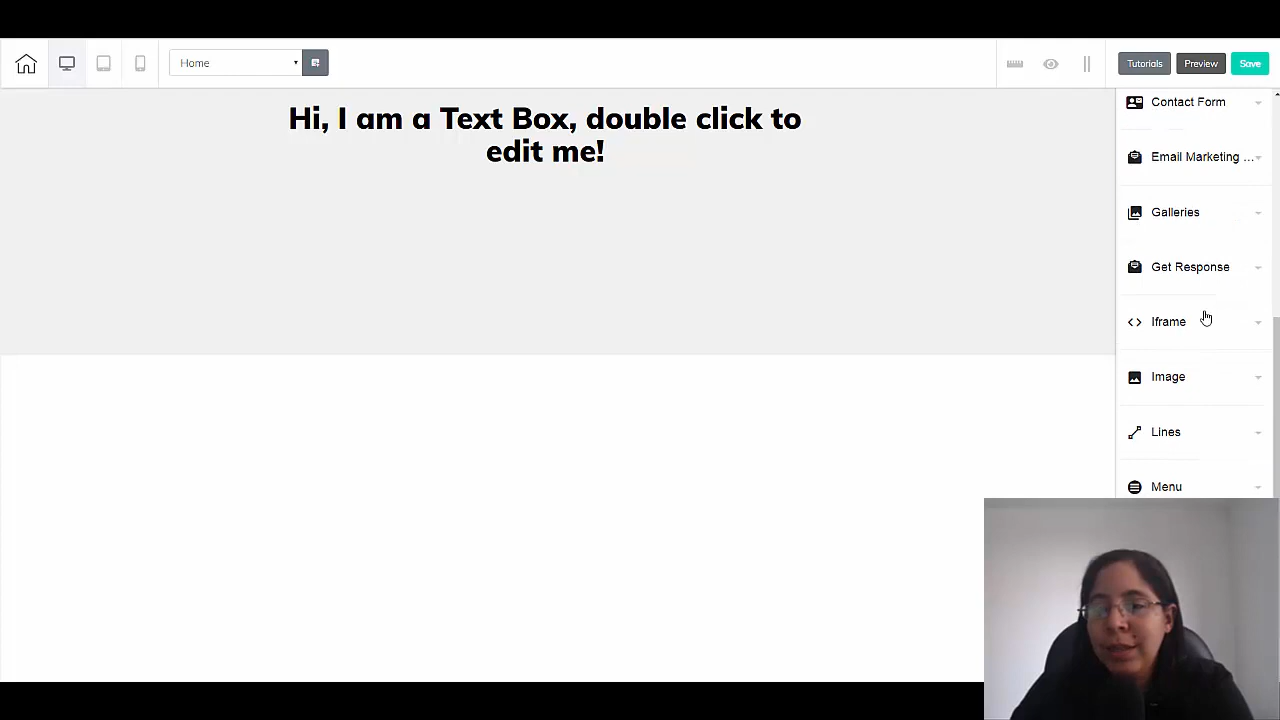 Home
Tutorials
Preview
Save
Hi, I am a Text Box, double click to
edit me!
Contact Form
Email Marketing ...
Galleries
Get Response
Iframe
Image
Lines
Menu